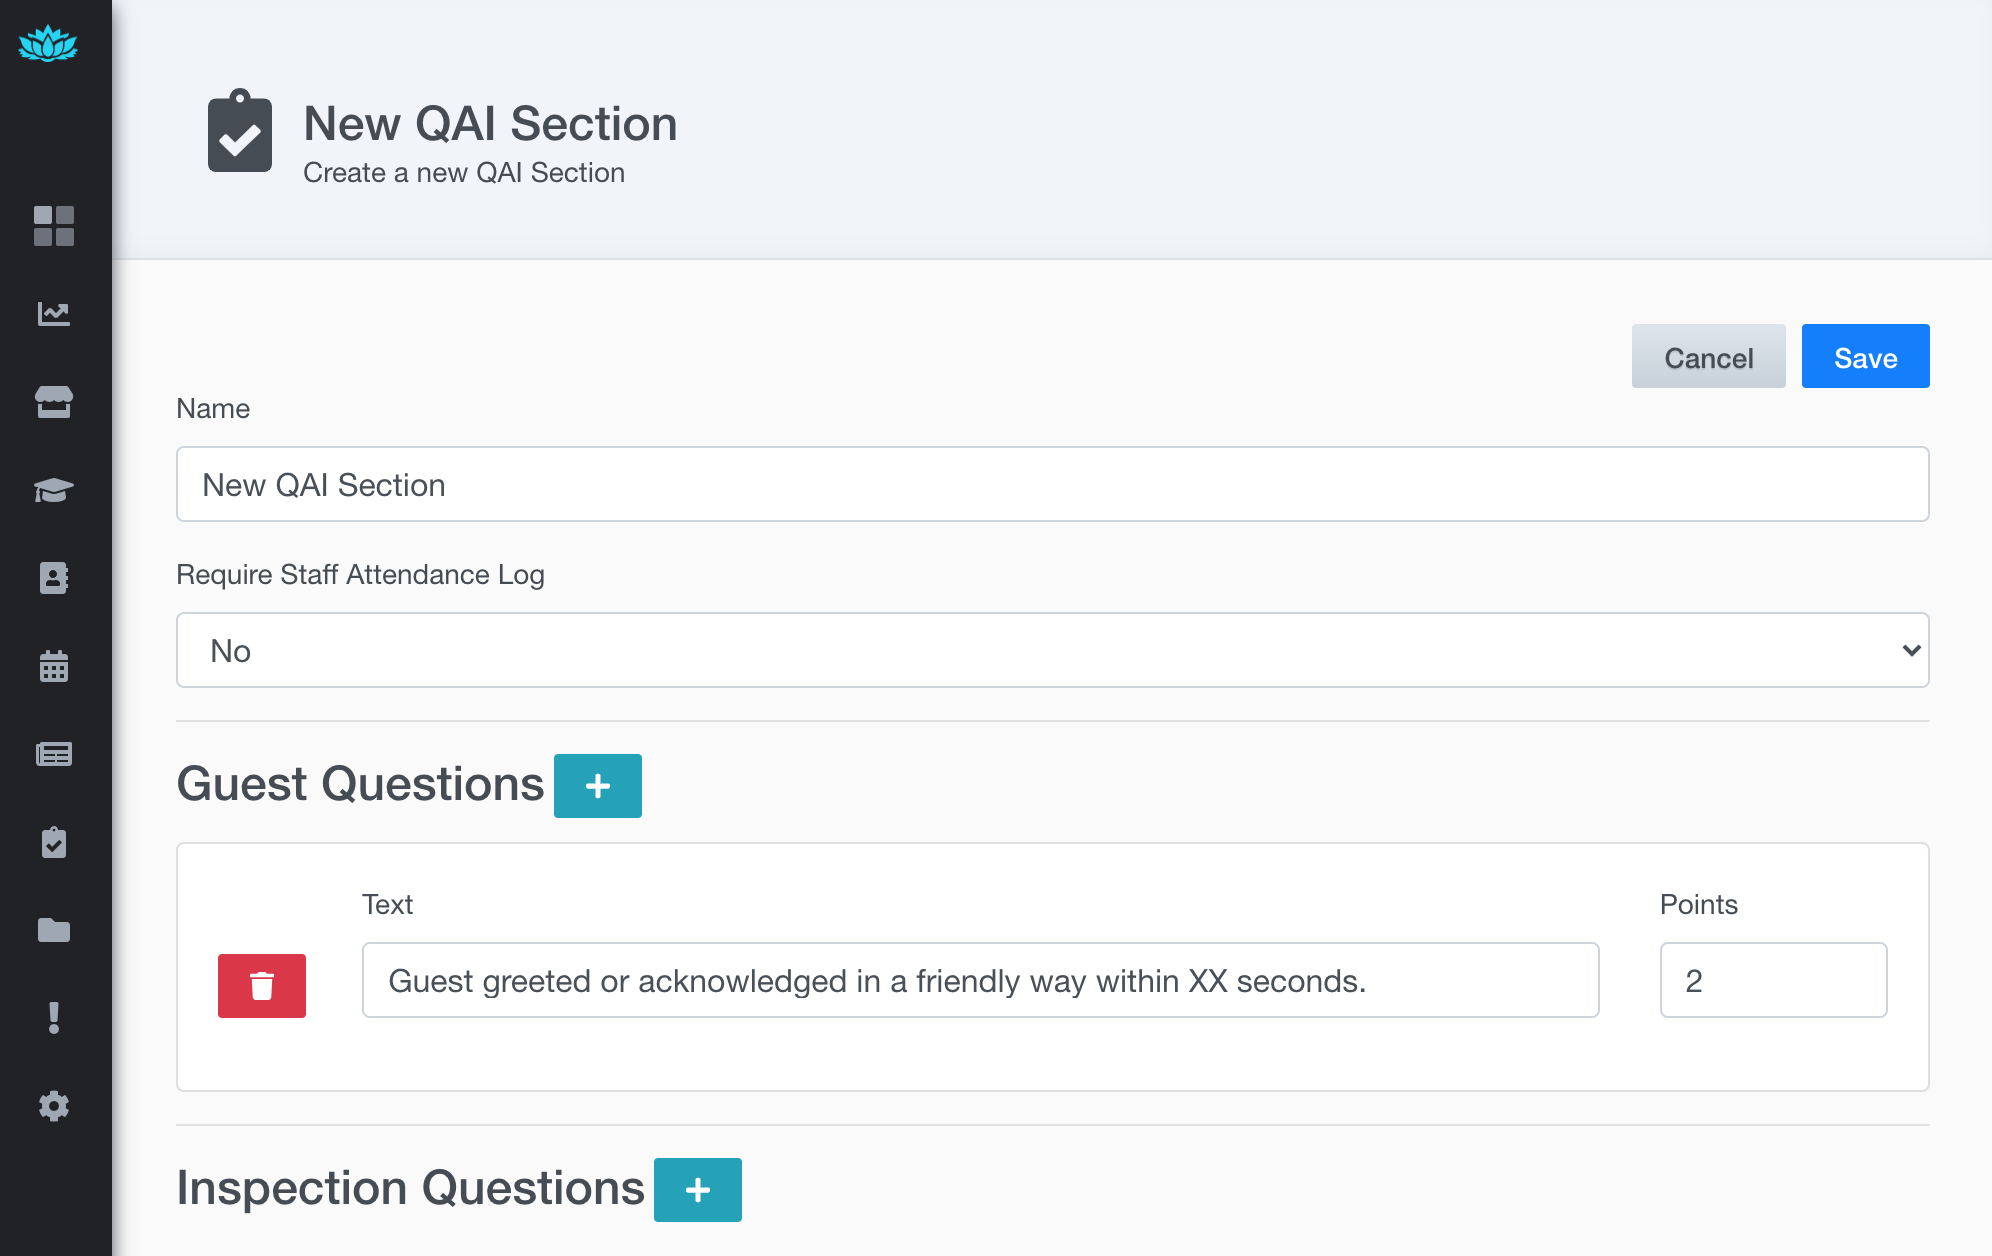 New QAI Section
Create a new QAI Section
Cancel
Save
Name
New QAI Section
Require Staff Attendance Log
No
Guest Questions
Text
Points
Guest greeted or acknowledged in a friendly way within XX seconds.
2
Inspection Questions